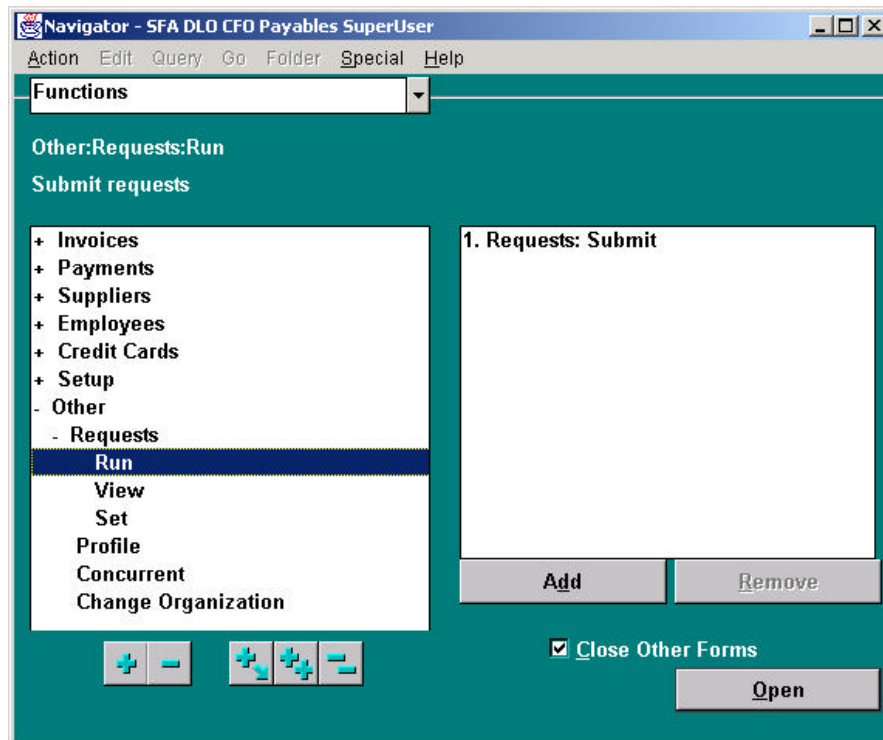 Navigator - SFA DLO CFO Payables SuperUser
Action Edit Query Go Folder Special Help
Functions
Other:Requests:Run
Submit requests
+ Invoices
+ Payments
+ Suppliers
+ Employees
+ Credit Cards
+ Setup
- Other
- Requests
Run
View
Set
Profile
Concurrent
Change Organization
1. Requests: Submit
Add Remove
Close Other Forms
Open